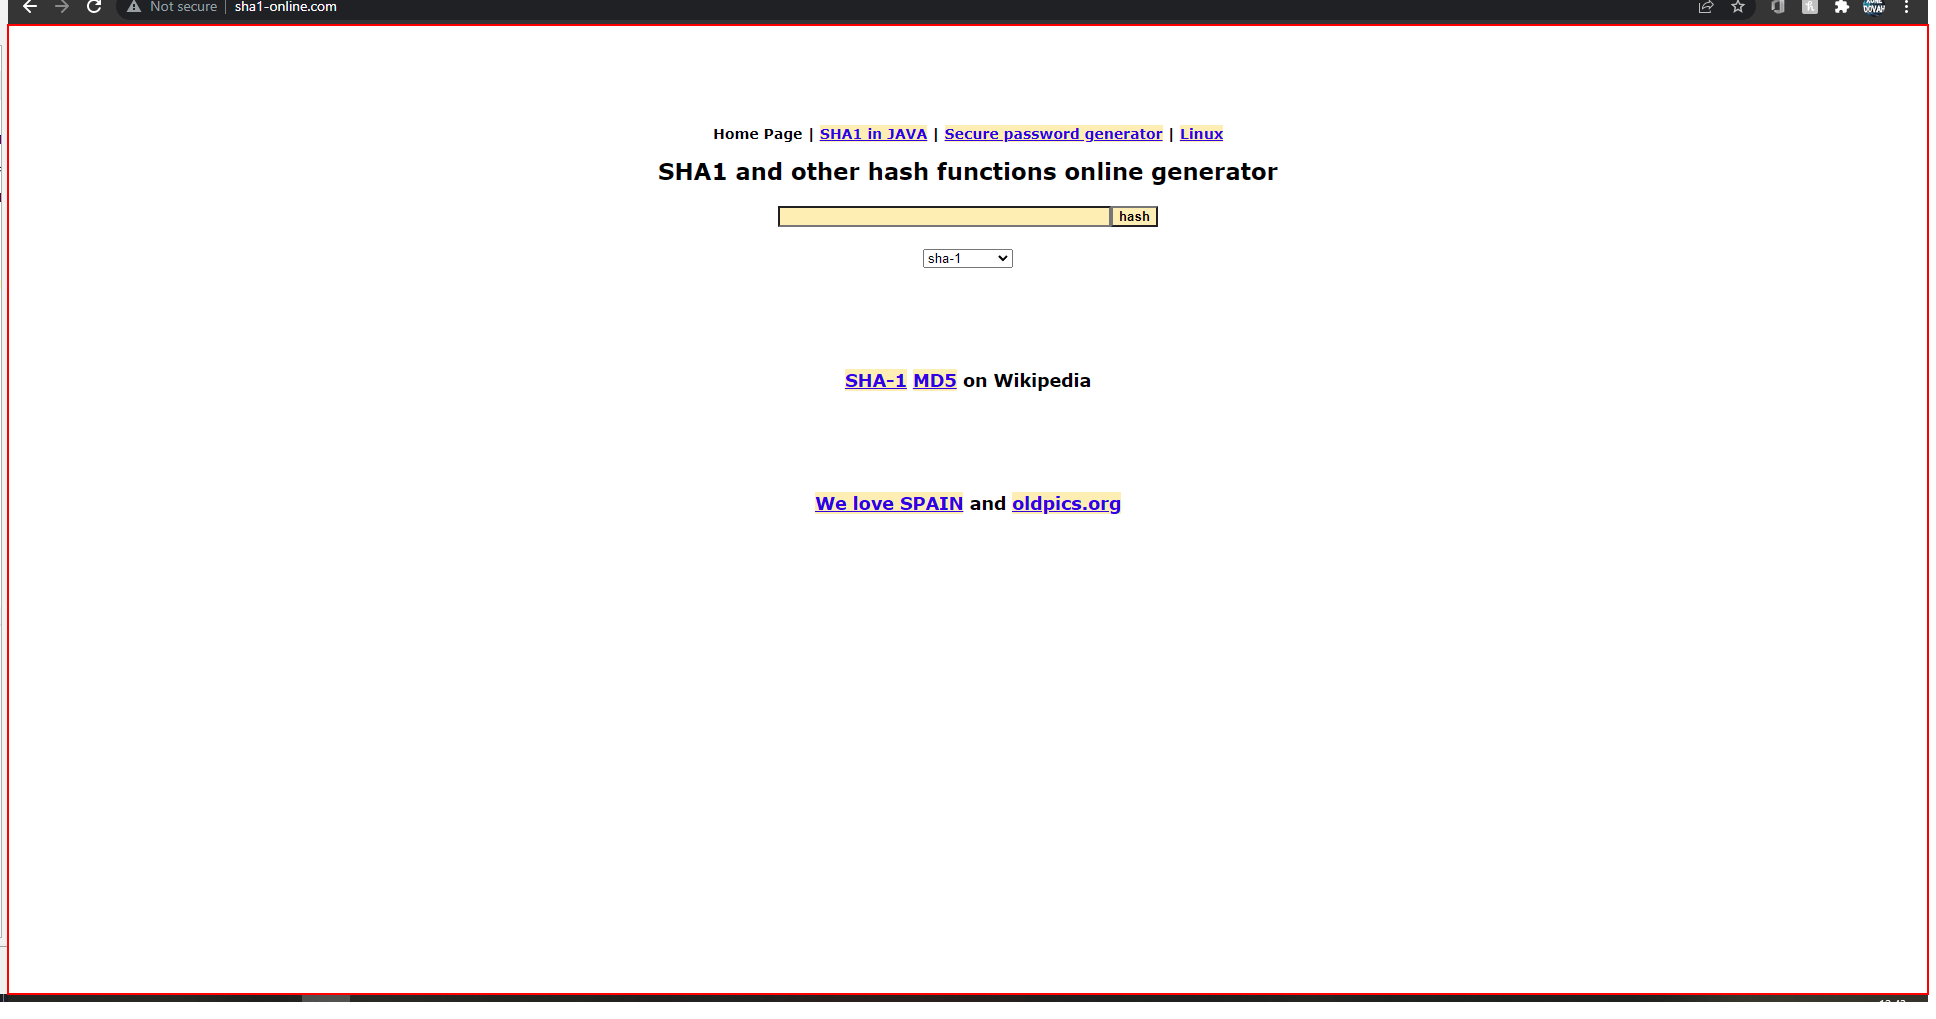 Not secure | sha1-online.com
Home Page | SHA1 in JAVA | Secure password generator | Linux
SHA1 and other hash functions online generator
hash
sha-1
SHA-1 MD5 on Wikipedia
We love SPAIN and oldpics.org